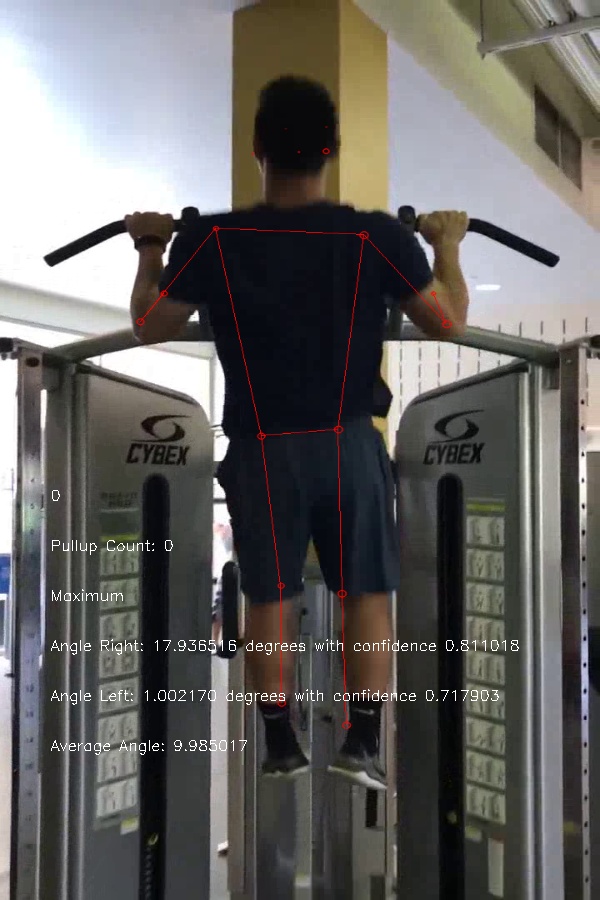 CYBEX
CYBEX
0
Pullup Count: 0
Maximum
Angle Right: 17.936516 degrees with confidence 0.811018
Angle Left: 1.002170 degrees with confidence 0.717903
Average Angle: 9.985017